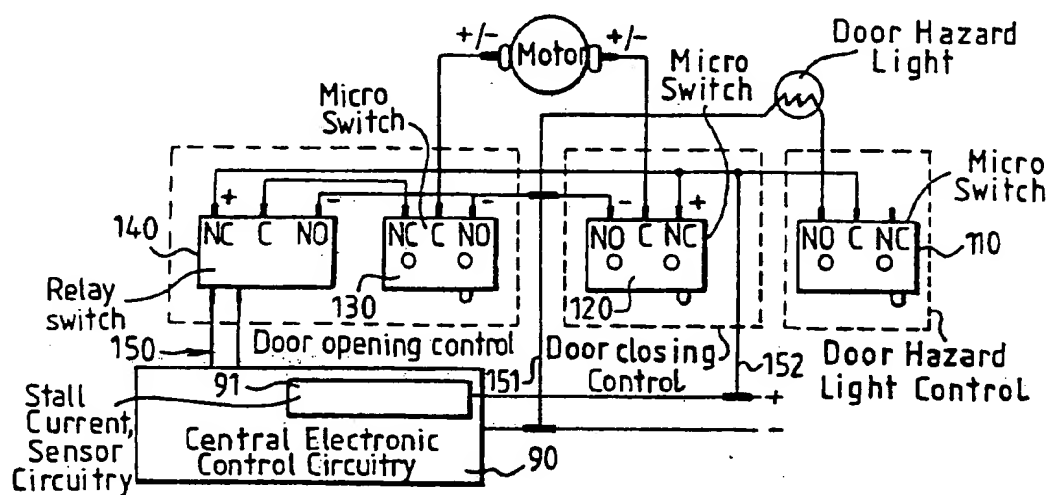 Door Hazard
Light
+/-
Motor
+/-
Micro
Switch
Micro
Switch
Micro
Switch
+
-
-
-
+
140
NC C NO
NC C NO
NO C NC
NO C NC
110
130
120
Relay
switch
150
Door opening control
151
Door closing
Control
152
Door Hazard
Light Control
91
Stall
Current,
Sensor
Circuitry
+
Central Electronic
Control Circuitry
90
-